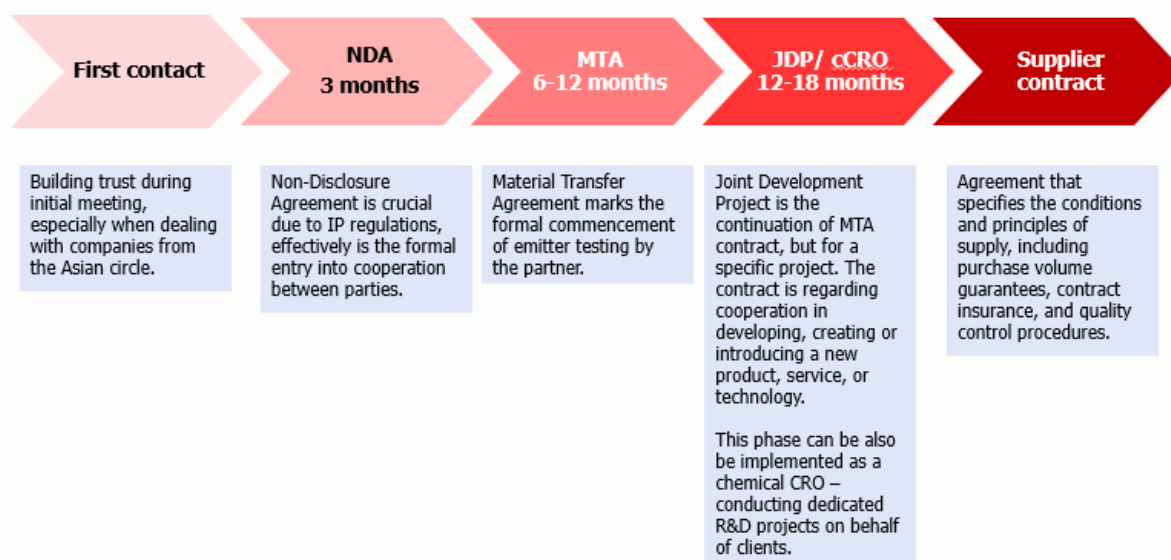 First contact
NDA
3 months
MTA
6-12 months
JDP/ cCRO
12-18 months
Supplier
contract
Building trust during
initial meeting,
especially when dealing
with companies from
the Asian circle.
Non-Disclosure
Agreement is crucial
due to IP regulations,
effectively is the formal
entry into cooperation
between parties.
Material Transfer
Agreement marks the
formal commencement
of emitter testing by
the partner.
Joint Development
Project is the
continuation of MTA
contract, but for a
specific project. The
contract is regarding
cooperation in
developing, creating or
introducing a new
product, service, or
technology.
This phase can be also
be implemented as a
chemical CRO –
conducting dedicated
R&D projects on behalf
of clients.
Agreement that
specifies the conditions
and principles of
supply, including
purchase volume
guarantees, contract
insurance, and quality
control procedures.